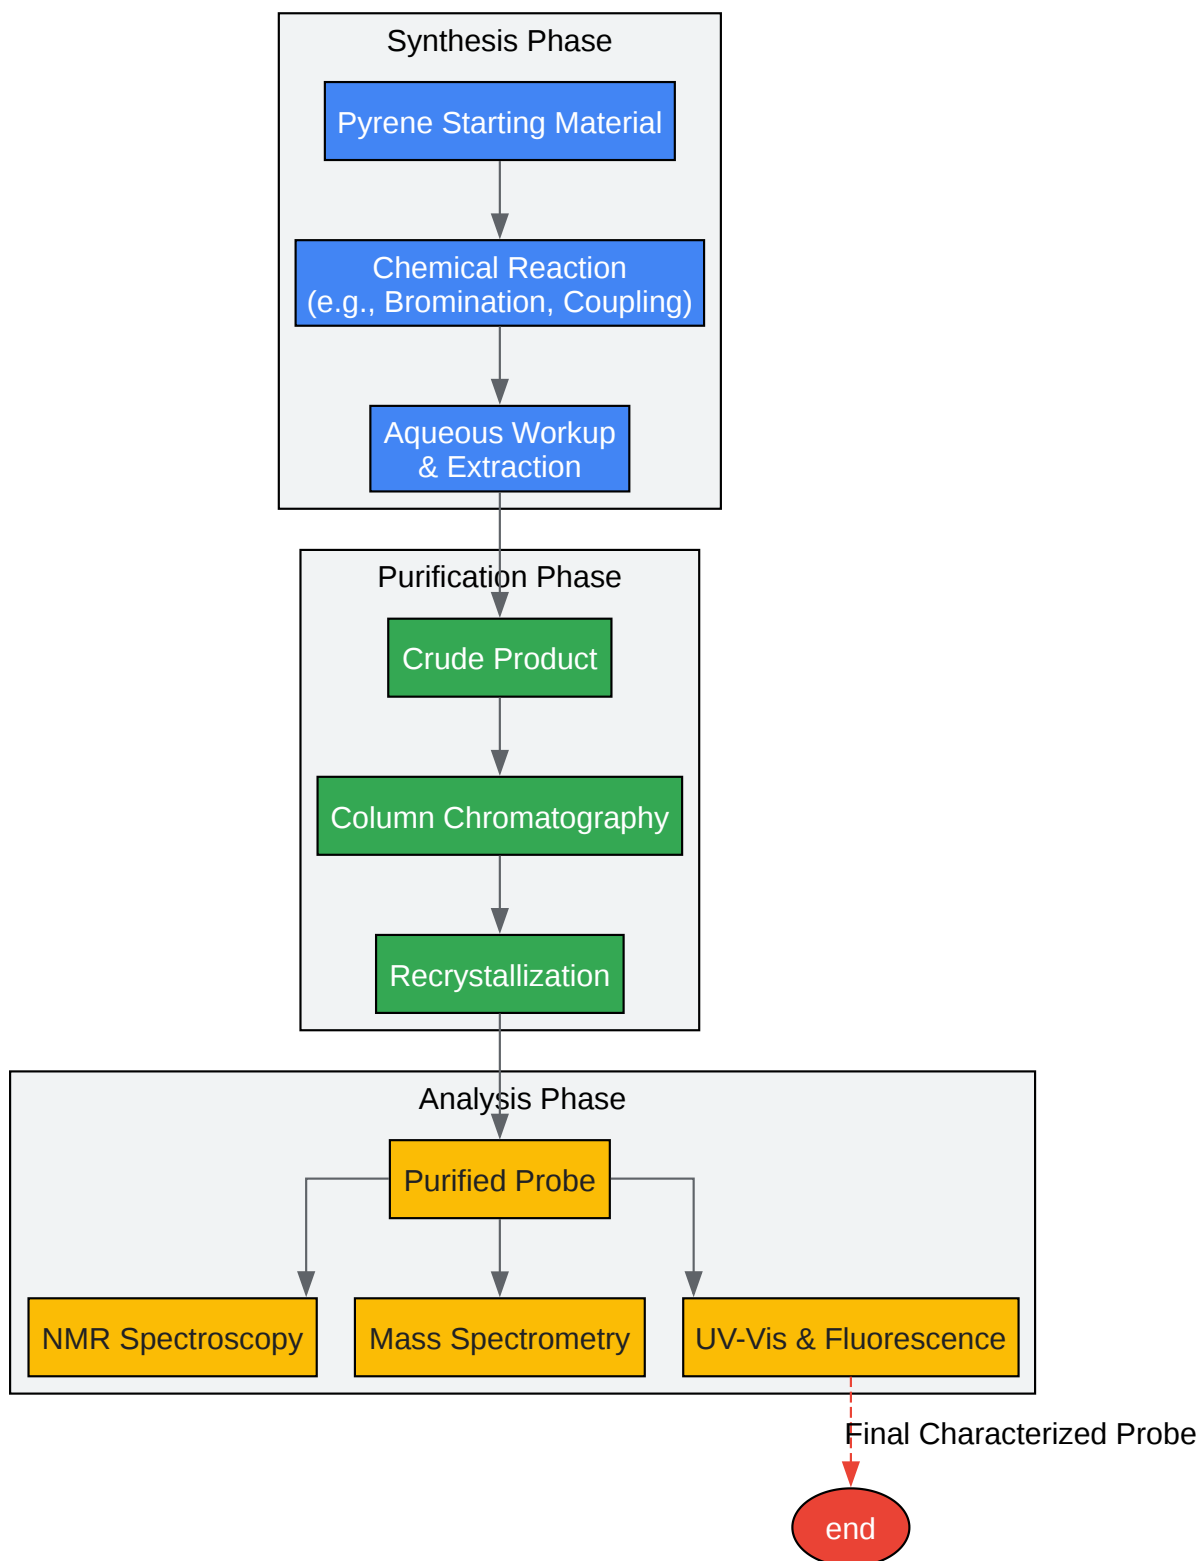 Synthesis Phase
Pyrene Starting Material
Chemical Reaction
(e.g., Bromination, Coupling)
Aqueous Workup
& Extraction
Purification Phase
Crude Product
Column Chromatography
Recrystallization
Analysis Phase
Purified Probe
NMR Spectroscopy
Mass Spectrometry
UV-Vis & Fluorescence
Final Characterized Probe
end